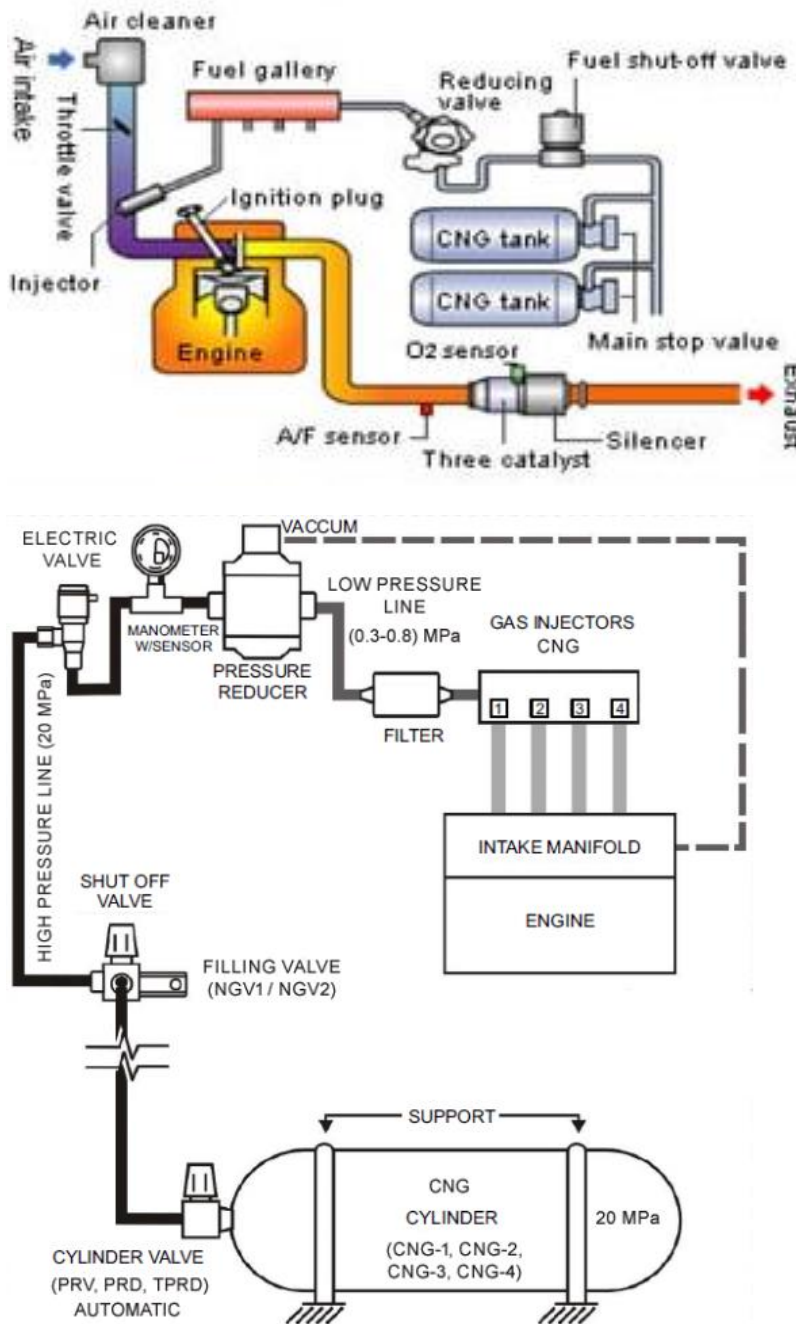 Air cleaner
Air intake
Throttle valve
Fuel gallery
Reducing
valve
Fuel shut-off valve
Ignition plug
Injector
CNG tank
CNG tank
Engine
Main stop value
O2 sensor
Exhaust
A/F sensor
Three catalyst
Silencer
ELECTRIC
VALVE
VACCUM
MANOMETER
W/SENSOR
PRESSURE
REDUCER
LOW PRESSURE
LINE
(0.3-0.8) MPa
FILTER
GAS INJECTORS
CNG
1 2 3 4
HIGH PRESSURE LINE (20 MPa)
INTAKE MANIFOLD
ENGINE
SHUT OFF
VALVE
FILLING VALVE
(NGV1 / NGV2)
SUPPORT
CNG
CYLINDER
(CNG-1, CNG-2,
CNG-3, CNG-4)
20 MPa
CYLINDER VALVE
(PRV, PRD, TPRD)
AUTOMATIC